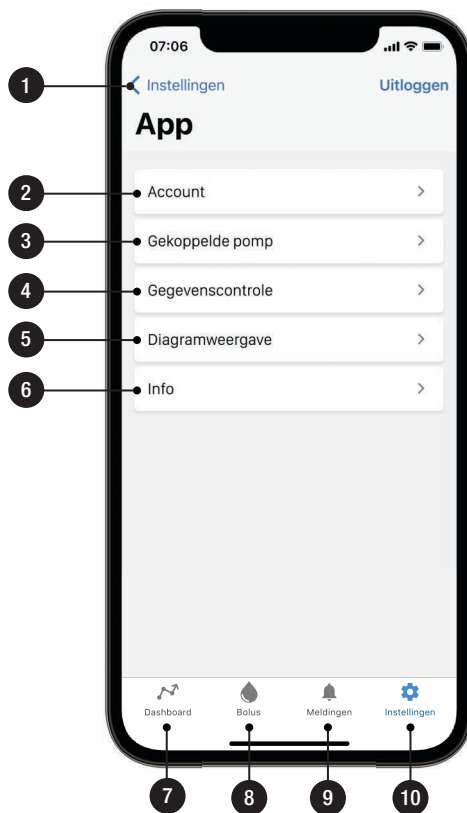 07:06
1
Instellingen Uitloggen
App
2 Account
3 Gekoppelde pomp
4 Gegevenscontrole
5 Diagramweergave
6 Info
Dashboard Bolus Meldingen Instellingen
7 8 9 10